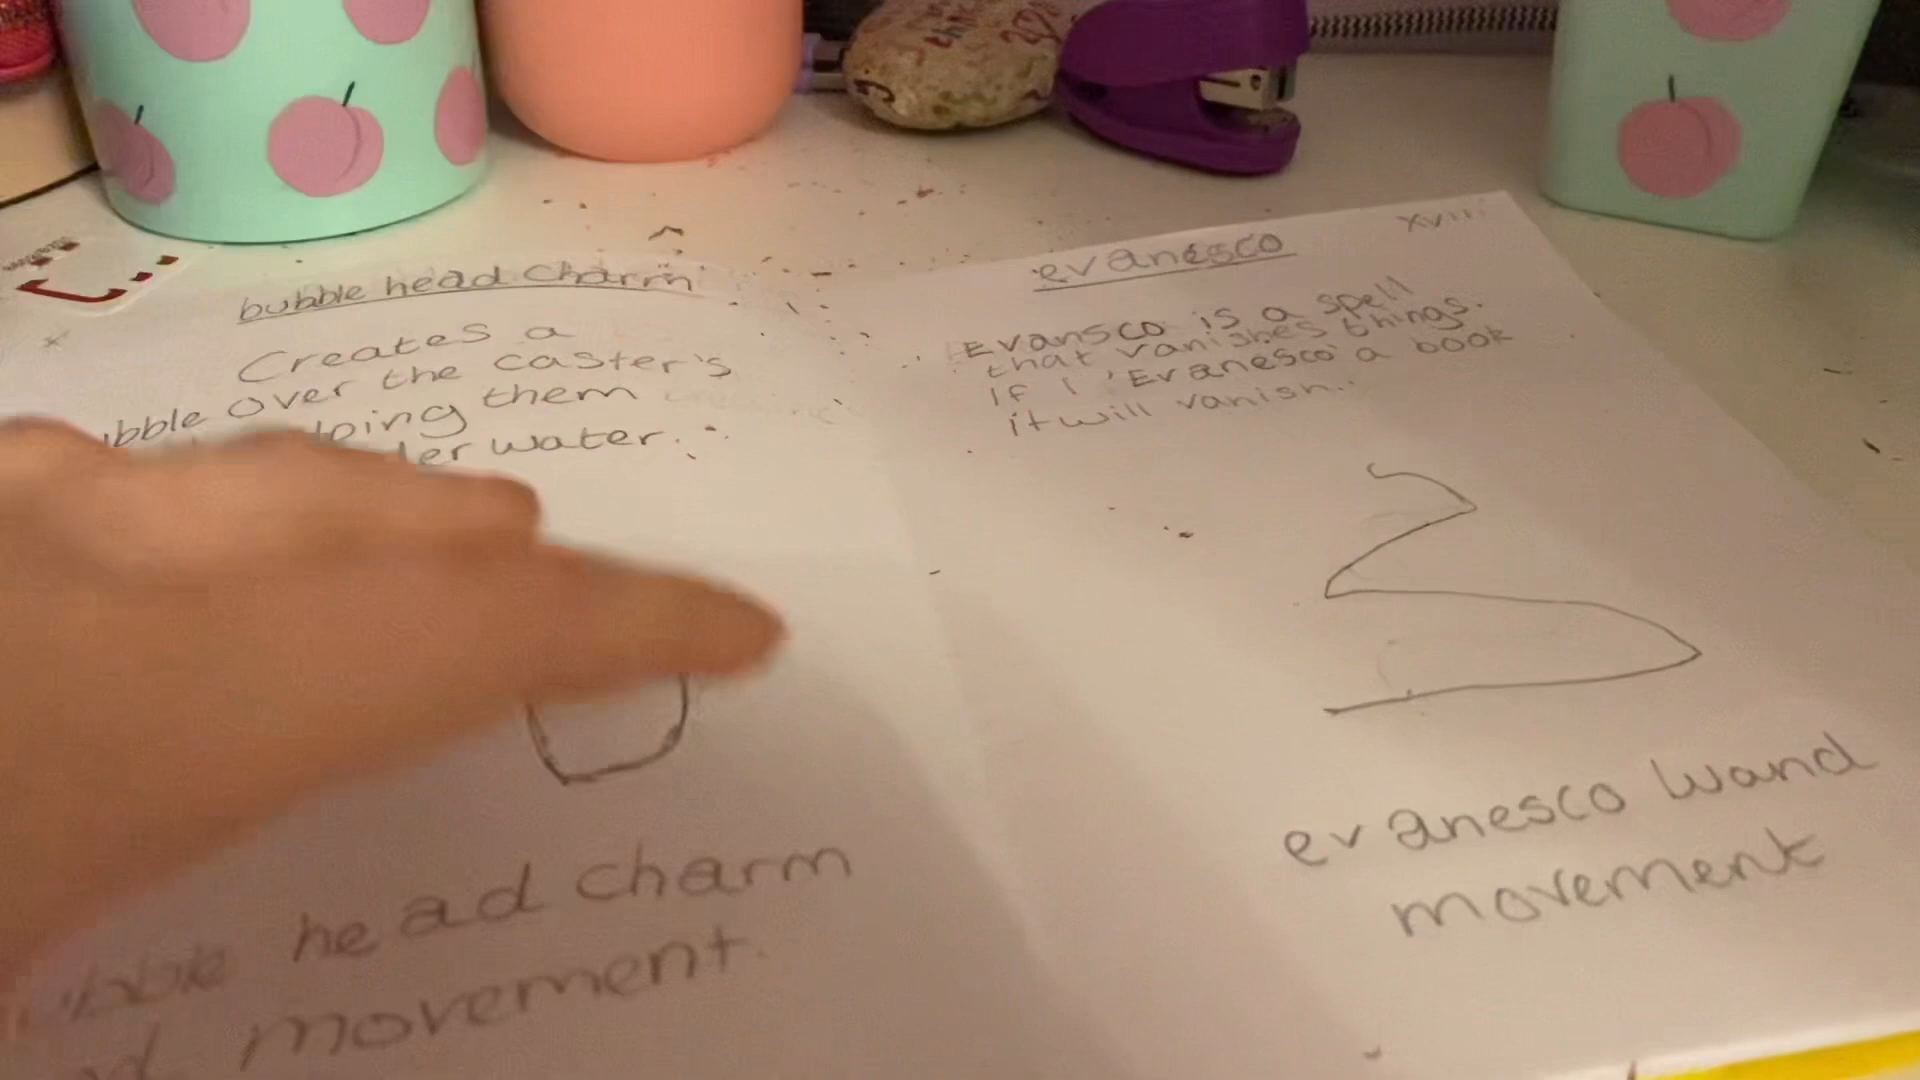 bubble head charm
Creates a
over the caster's
them
water.
head charm
movement.
xviii
evanesco
Evansco is a spell
that vanishes things.
If I 'Evanesco' a book
it will vanish..
evanesco wand
movement